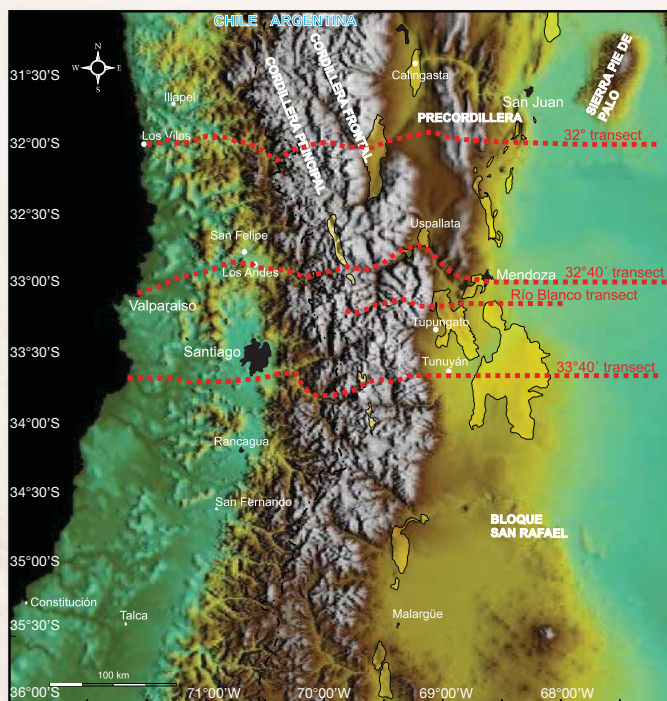 CHILE ARGENTINA
N
W E
S
31°30'S
32°00'S
32°30'S
33°00'S
33°30'S
34°00'S
34°30'S
35°00'S
35°30'S
36°00'S
CORDILLERA PRINCIPAL
CORDILLERA FRONTAL
Calingasta
PRECORDILLERA
San Juan
SIERRA PIE DE
PALO
Illapel
Los Vilos
32° transect
San Felipe
Uspallata
Los Andes
Mendoza
32°40´ transect
Valparaiso
Río Blanco transect
Tupungato
Santiago
Tunuyán
33°40´ transect
Rancagua
San Fernando
BLOQUE
SAN RAFAEL
Constitución
Talca
Malargüe
100 km
71°00'W
70°00'W
69°00'W
68°00'W